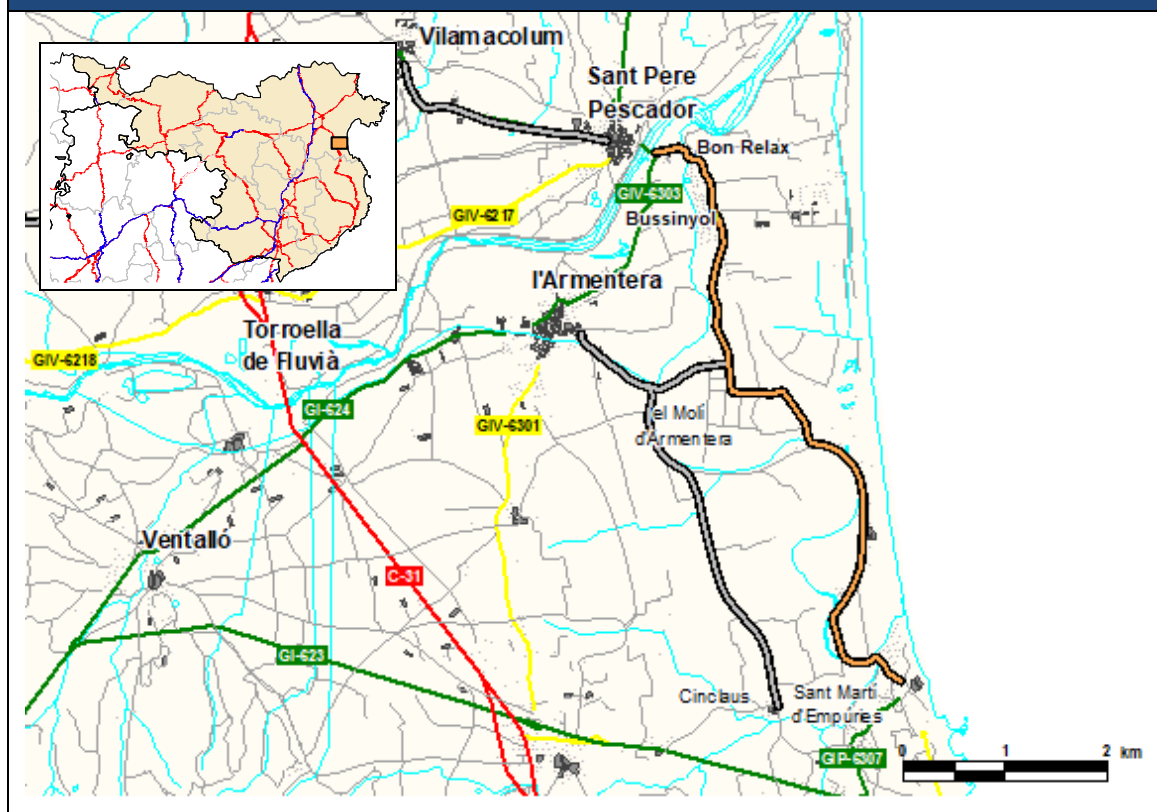 Vilamacolum
Sant Pere
Pescador
Bon Relax
GIV-6303
GIV-6217
Bussinyol
l'Armentera
Torroella
de Fluvià
GIV-6218
GI-624
GIV-6301
el Molí
d'Armentera
Ventalló
C-31
GI-623
Cinclaus
Sant Martí
d'Empúries
GIP-6307
0 1 2 km